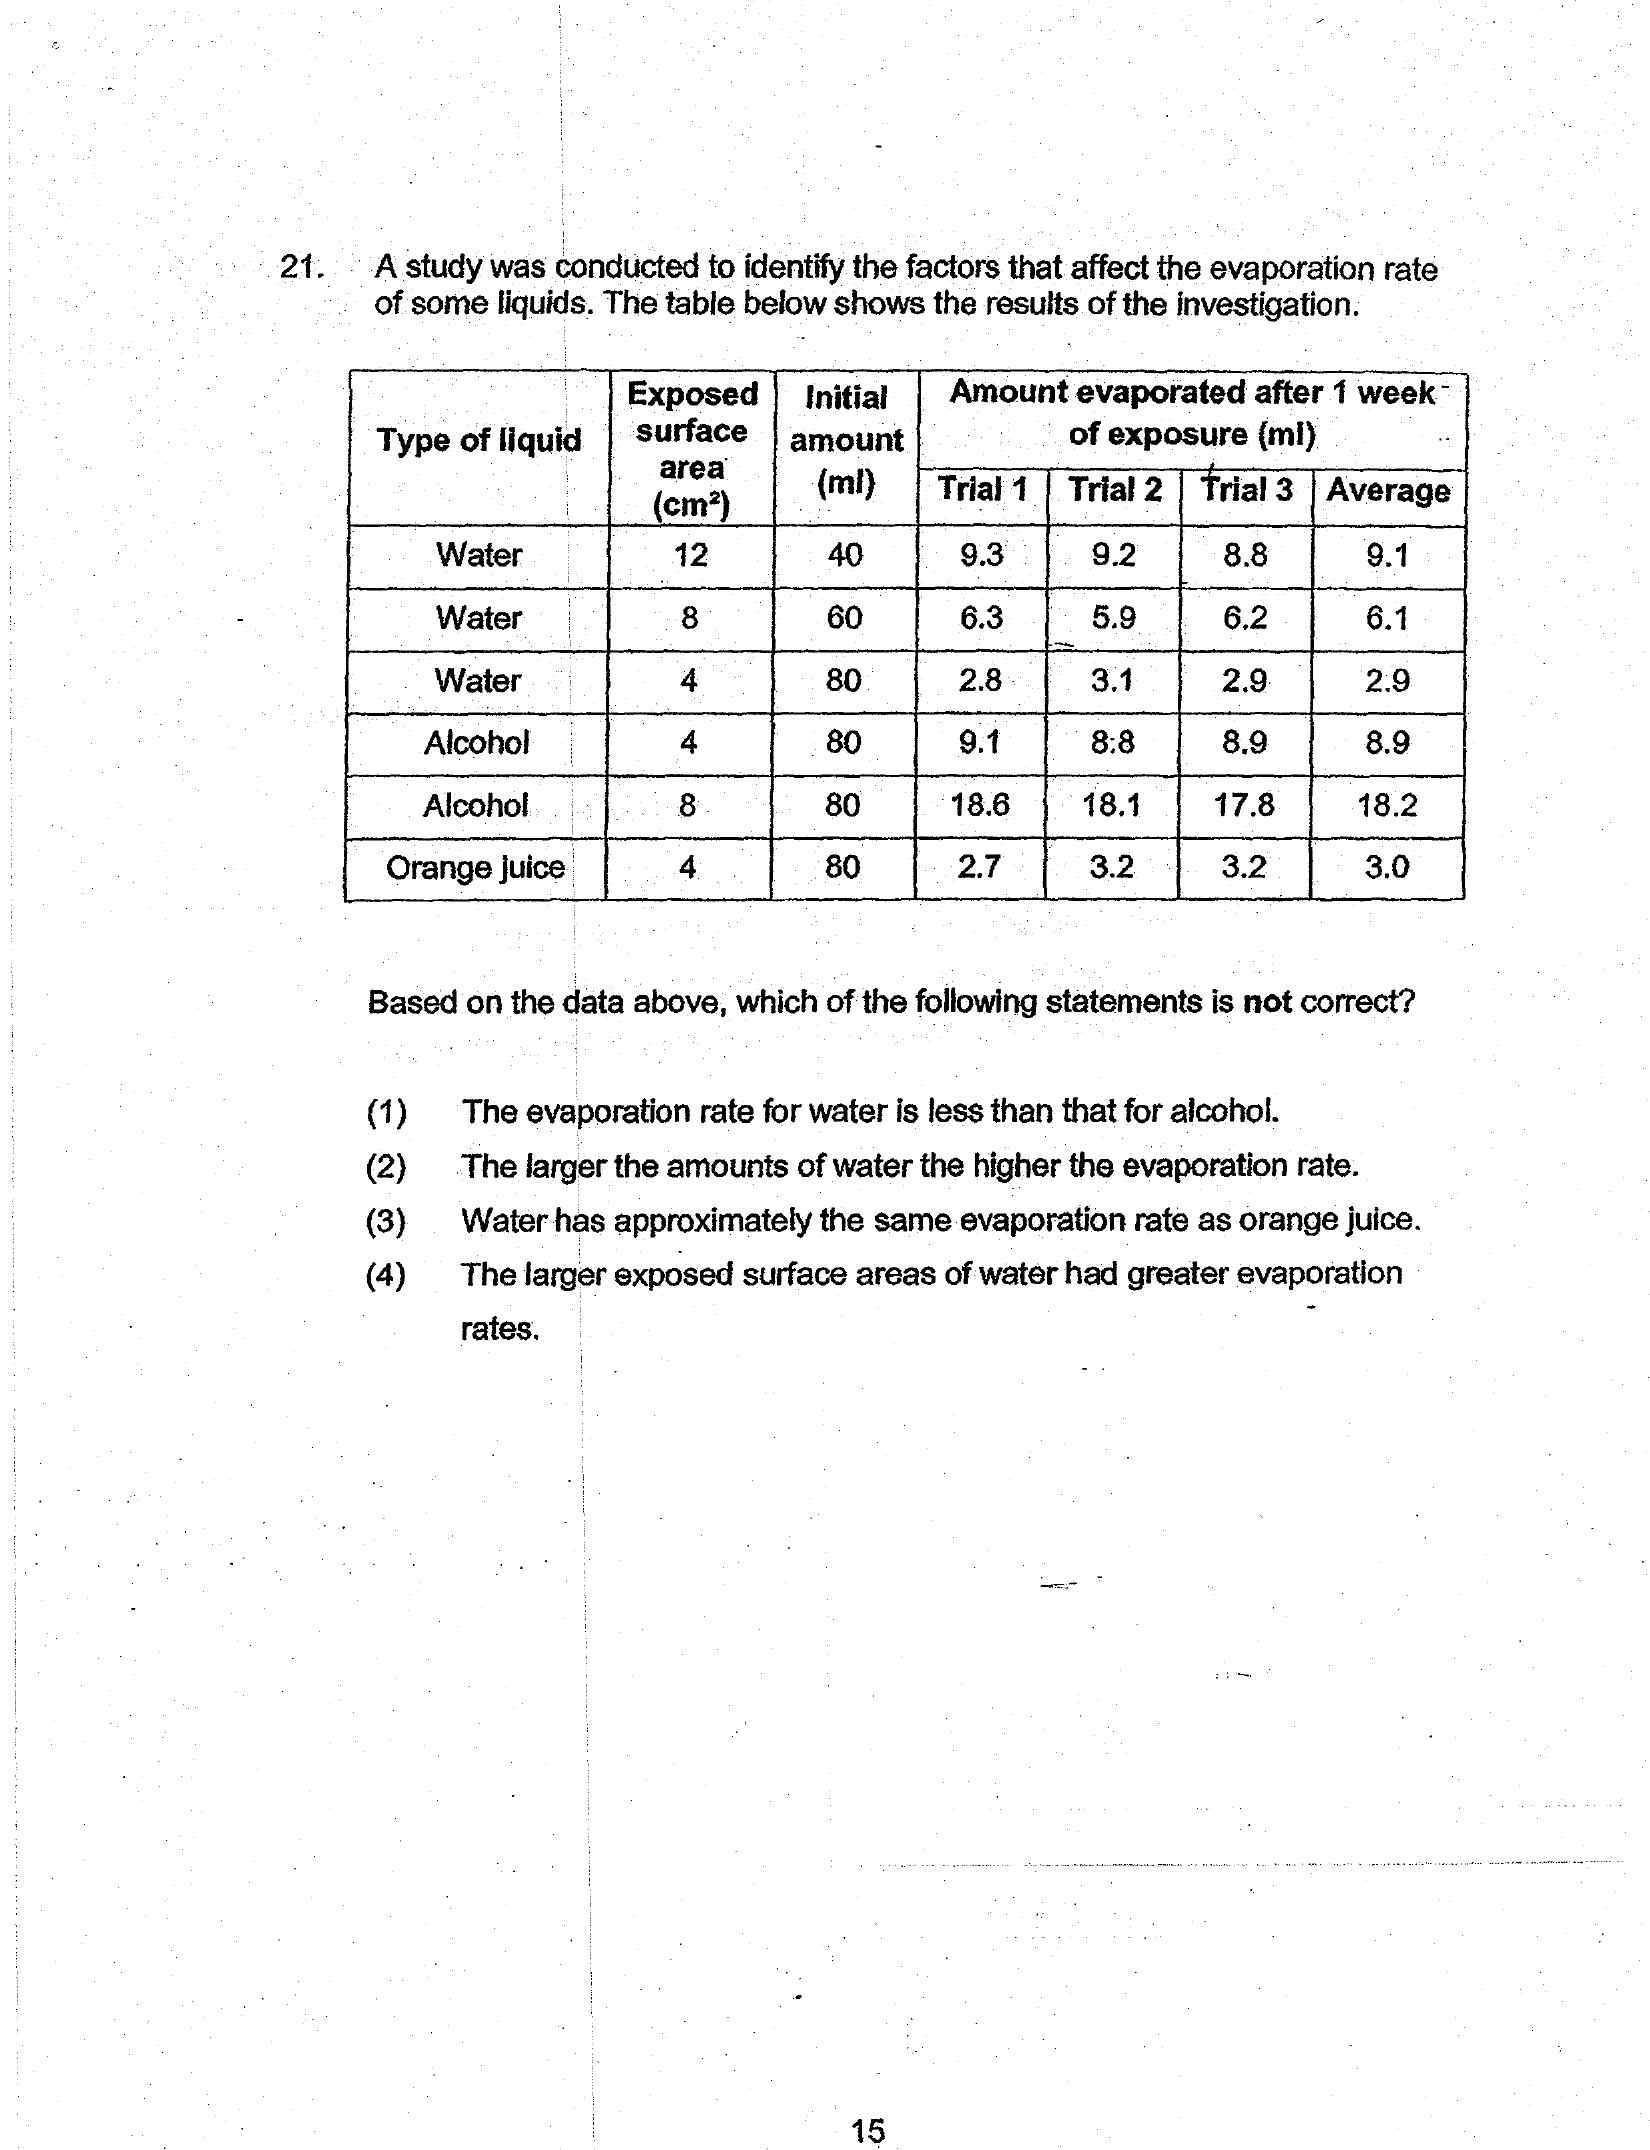 21. A study was conducted to identify the factors that affect the evaporation rate
of some liquids. The table below shows the results of the investigation.
Type of liquid | Exposed surface area (cm²) | Initial amount (ml) | Amount evaporated after 1 week of exposure (ml)
Trial 1 | Trial 2 | Trial 3 | Average
Water | 12 | 40 | 9.3 | 9.2 | 8.8 | 9.1
Water | 8 | 60 | 6.3 | 5.9 | 6.2 | 6.1
Water | 4 | 80 | 2.8 | 3.1 | 2.9 | 2.9
Alcohol | 4 | 80 | 9.1 | 8.8 | 8.9 | 8.9
Alcohol | 8 | 80 | 18.6 | 18.1 | 17.8 | 18.2
Orange juice | 4 | 80 | 2.7 | 3.2 | 3.2 | 3.0
Based on the data above, which of the following statements is not correct?
(1) The evaporation rate for water is less than that for alcohol.
(2) The larger the amounts of water the higher the evaporation rate.
(3) Water has approximately the same evaporation rate as orange juice.
(4) The larger exposed surface areas of water had greater evaporation
rates.
15